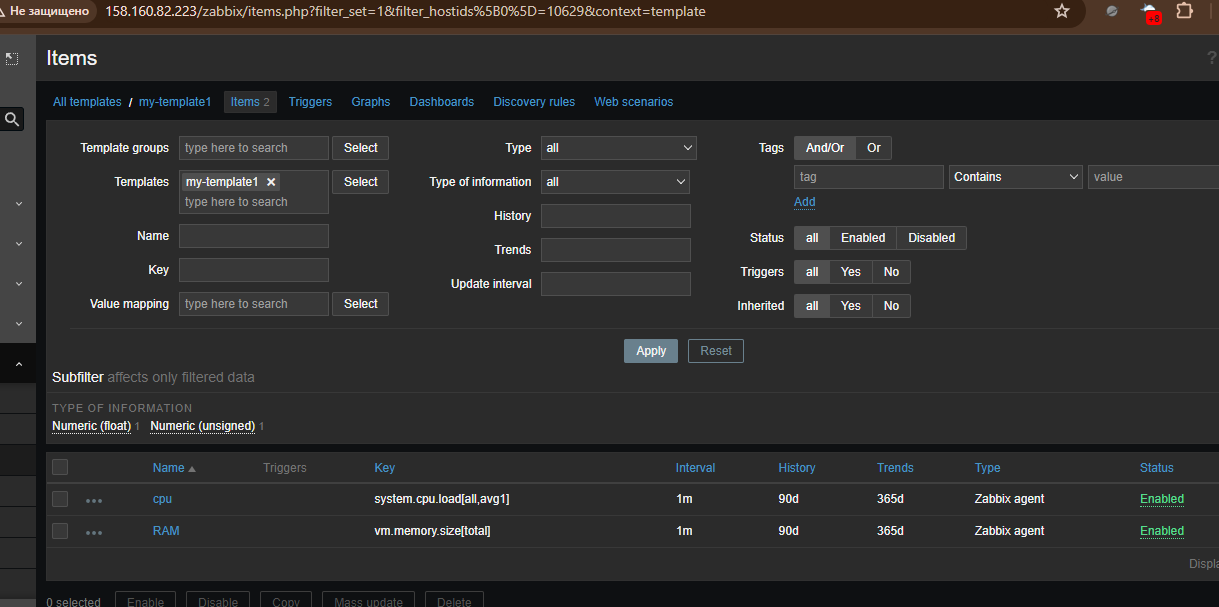 Не защищено 158.160.82.223/zabbix/items.php?filter_set=1&filter_hostids%5B0%5D=10629&context=template
+8
Items
?
All templates / my-template1 Items 2 Triggers Graphs Dashboards Discovery rules Web scenarios
Template groups type here to search Select Type all Tags And/Or Or
Templates my-template1 × Select Type of information all tag Contains value
type here to search Add
History
Name Status all Enabled Disabled
Trends
Key Triggers all Yes No
Update interval
Value mapping type here to search Select Inherited all Yes No
Apply Reset
Subfilter affects only filtered data
TYPE OF INFORMATION
Numeric (float) 1 Numeric (unsigned) 1
Name Triggers Key Interval History Trends Type Status
cpu system.cpu.load[all,avg1] 1m 90d 365d Zabbix agent Enabled
RAM vm.memory.size[total] 1m 90d 365d Zabbix agent Enabled
Displa
0 selected Enable Disable Copy Mass update Delete